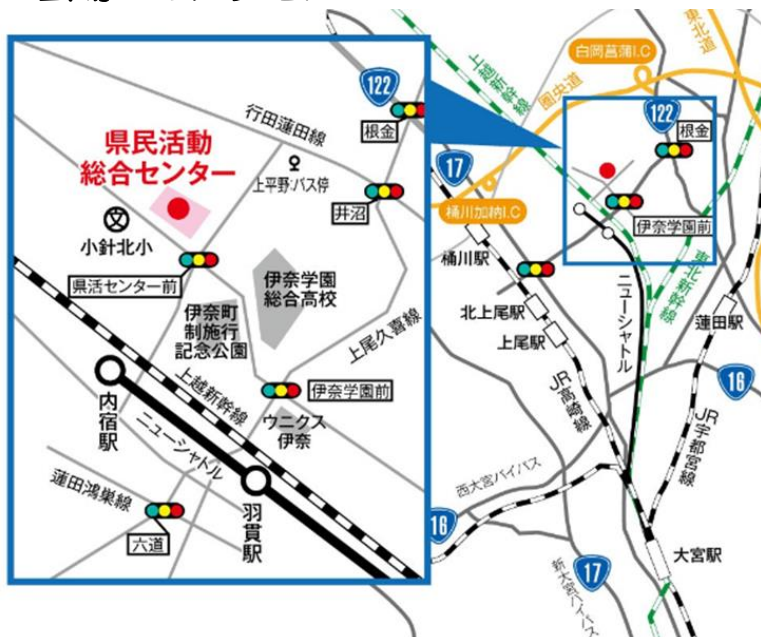 122
行田蓮田線
根金
県民活動
総合センター
上平野:バス停
井沼
文
小針北小
県活センター前
伊奈学園
総合高校
伊奈町
制施行
記念公園
上尾久喜線
上越新幹線
伊奈学園前
内宿駅
ニューシャトル
ウニクス
伊奈
蓮田鴻巣線
羽貫駅
六道
東北道
白岡菖蒲I.C
上越新幹線
圏央道
122
根金
17
桶川加納I.C
伊奈学園前
桶川駅
ニューシャトル
東北新幹線
北上尾駅
蓮田駅
上尾駅
16
JR高崎線
JR宇都宮線
西大宮バイパス
16
大宮駅
新大宮バイパス
17